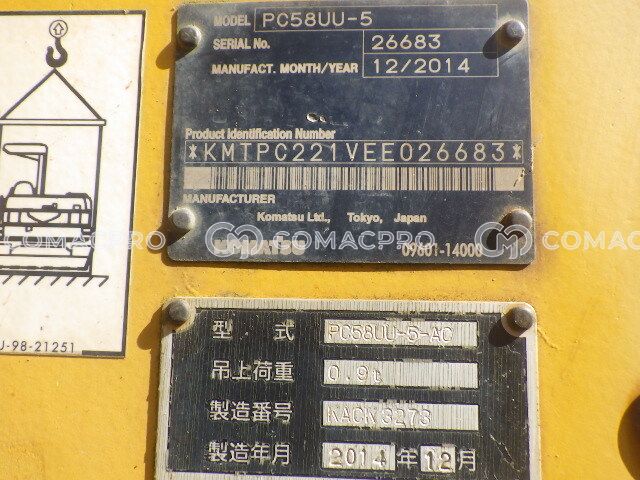 MODEL PC58UU-5
SERIAL No. 26683
MANUFACT. MONTH/YEAR 12/2014
Product Identification Number
*KMTPC221VEE026683*
MANUFACTURER
Komatsu Ltd., Tokyo, Japan
KOMATSU 09601-14000
COMACPRO COMACPRO COMACPRO
U-98-21251
型式 PC58UU-5-AC
吊上荷重 0.9t
製造番号 KACK3273
製造年月 2014年12月